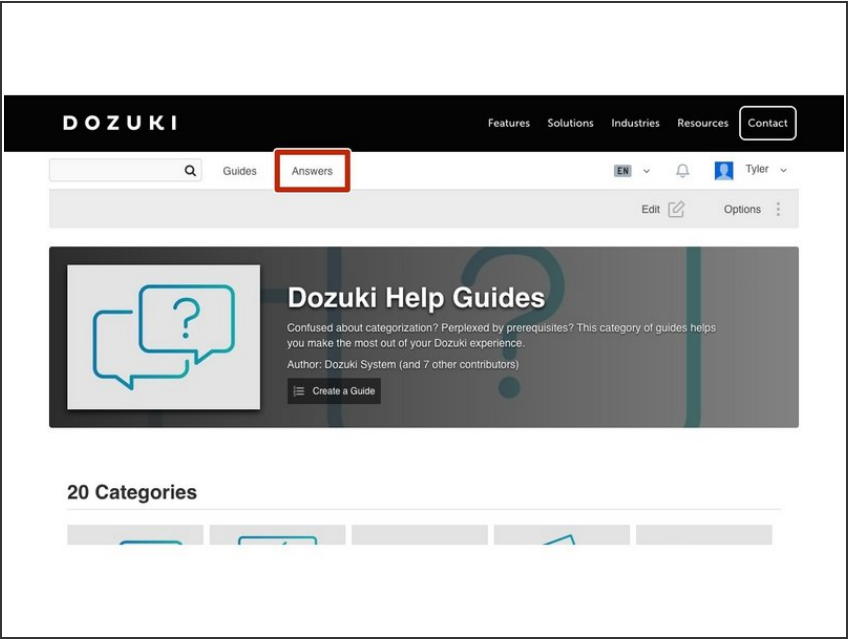 DOZUKI
Features Solutions Industries Resources Contact
Guides Answers EN Tyler
Edit Options
Dozuki Help Guides
Confused about categorization? Perplexed by prerequisites? This category of guides helps
you make the most out of your Dozuki experience.
Author: Dozuki System (and 7 other contributors)
Create a Guide
20 Categories